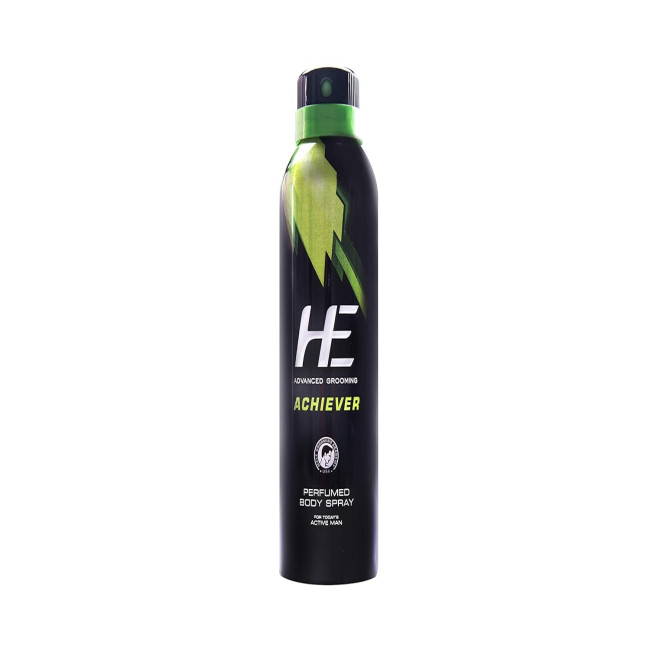 HE
ADVANCED GROOMING
ACHIEVER
PERFUMED
BODY SPRAY
FOR TODAY'S
ACTIVE MAN